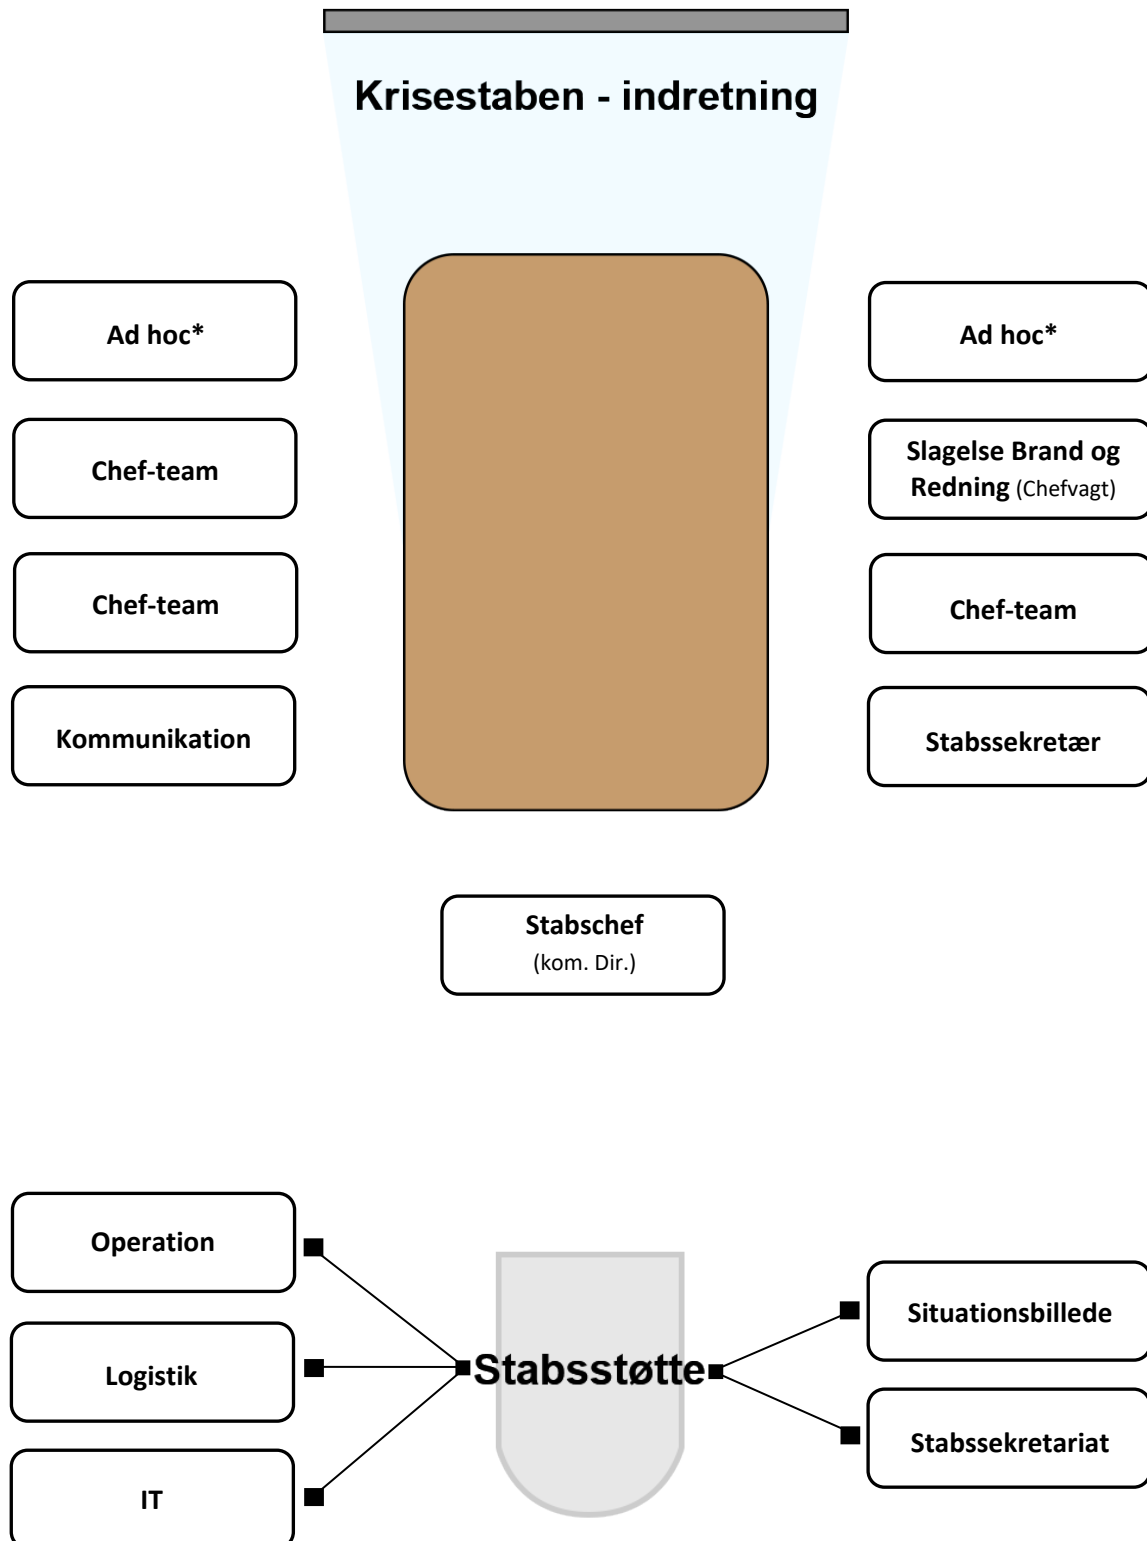 Krisestaben - indretning
Ad hoc*
Ad hoc*
Chef-team
Slagelse Brand og
Redning (Chefvagt)
Chef-team
Chef-team
Kommunikation
Stabssekretær
Stabschef
(kom. Dir.)
Operation
Situationsbillede
Logistik
Stabsstøtte
Stabssekretariat
IT